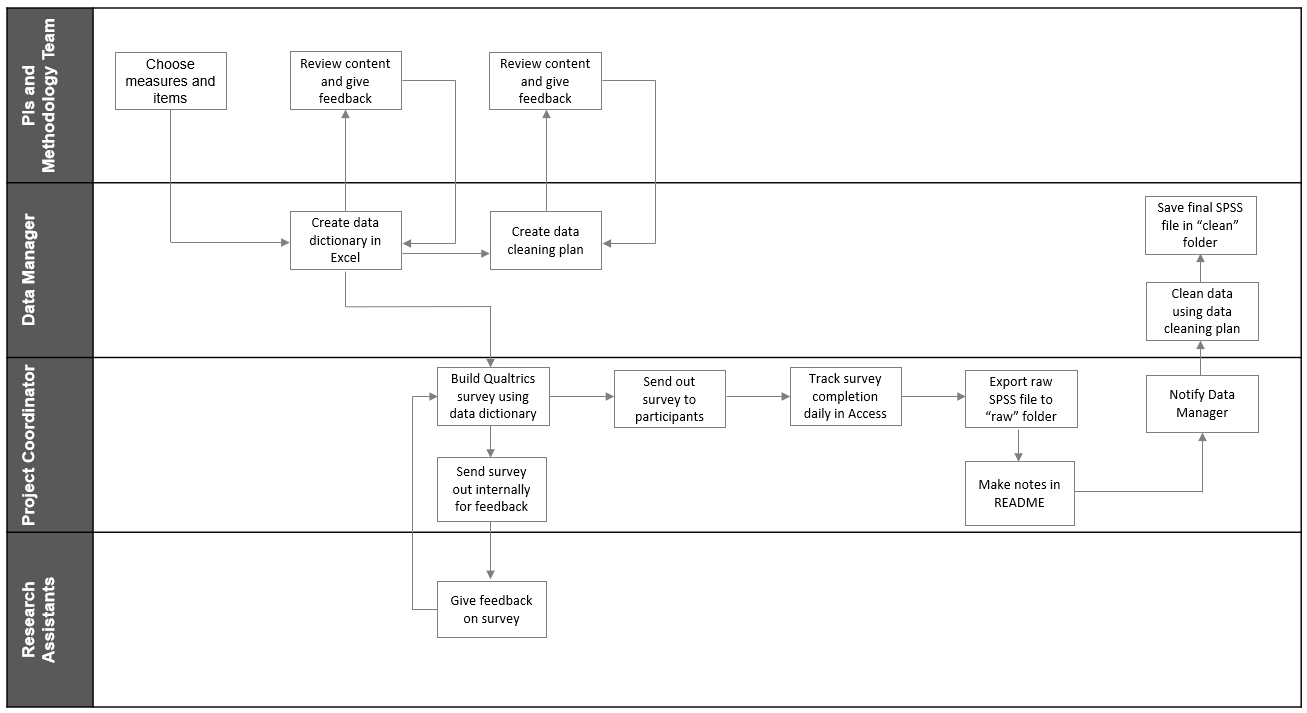 PIs and
Methodology Team
Choose
measures and
items
Review content
and give
feedback
Review content
and give
feedback
Data Manager
Create data
dictionary in
Excel
Create data
cleaning plan
Save final SPSS
file in “clean”
folder
Clean data
using data
cleaning plan
Project Coordinator
Build Qualtrics
survey using
data dictionary
Send out
survey to
participants
Track survey
completion
daily in Access
Export raw
SPSS file to
“raw” folder
Notify Data
Manager
Send survey
out internally
for feedback
Make notes in
README
Research
Assistants
Give feedback
on survey